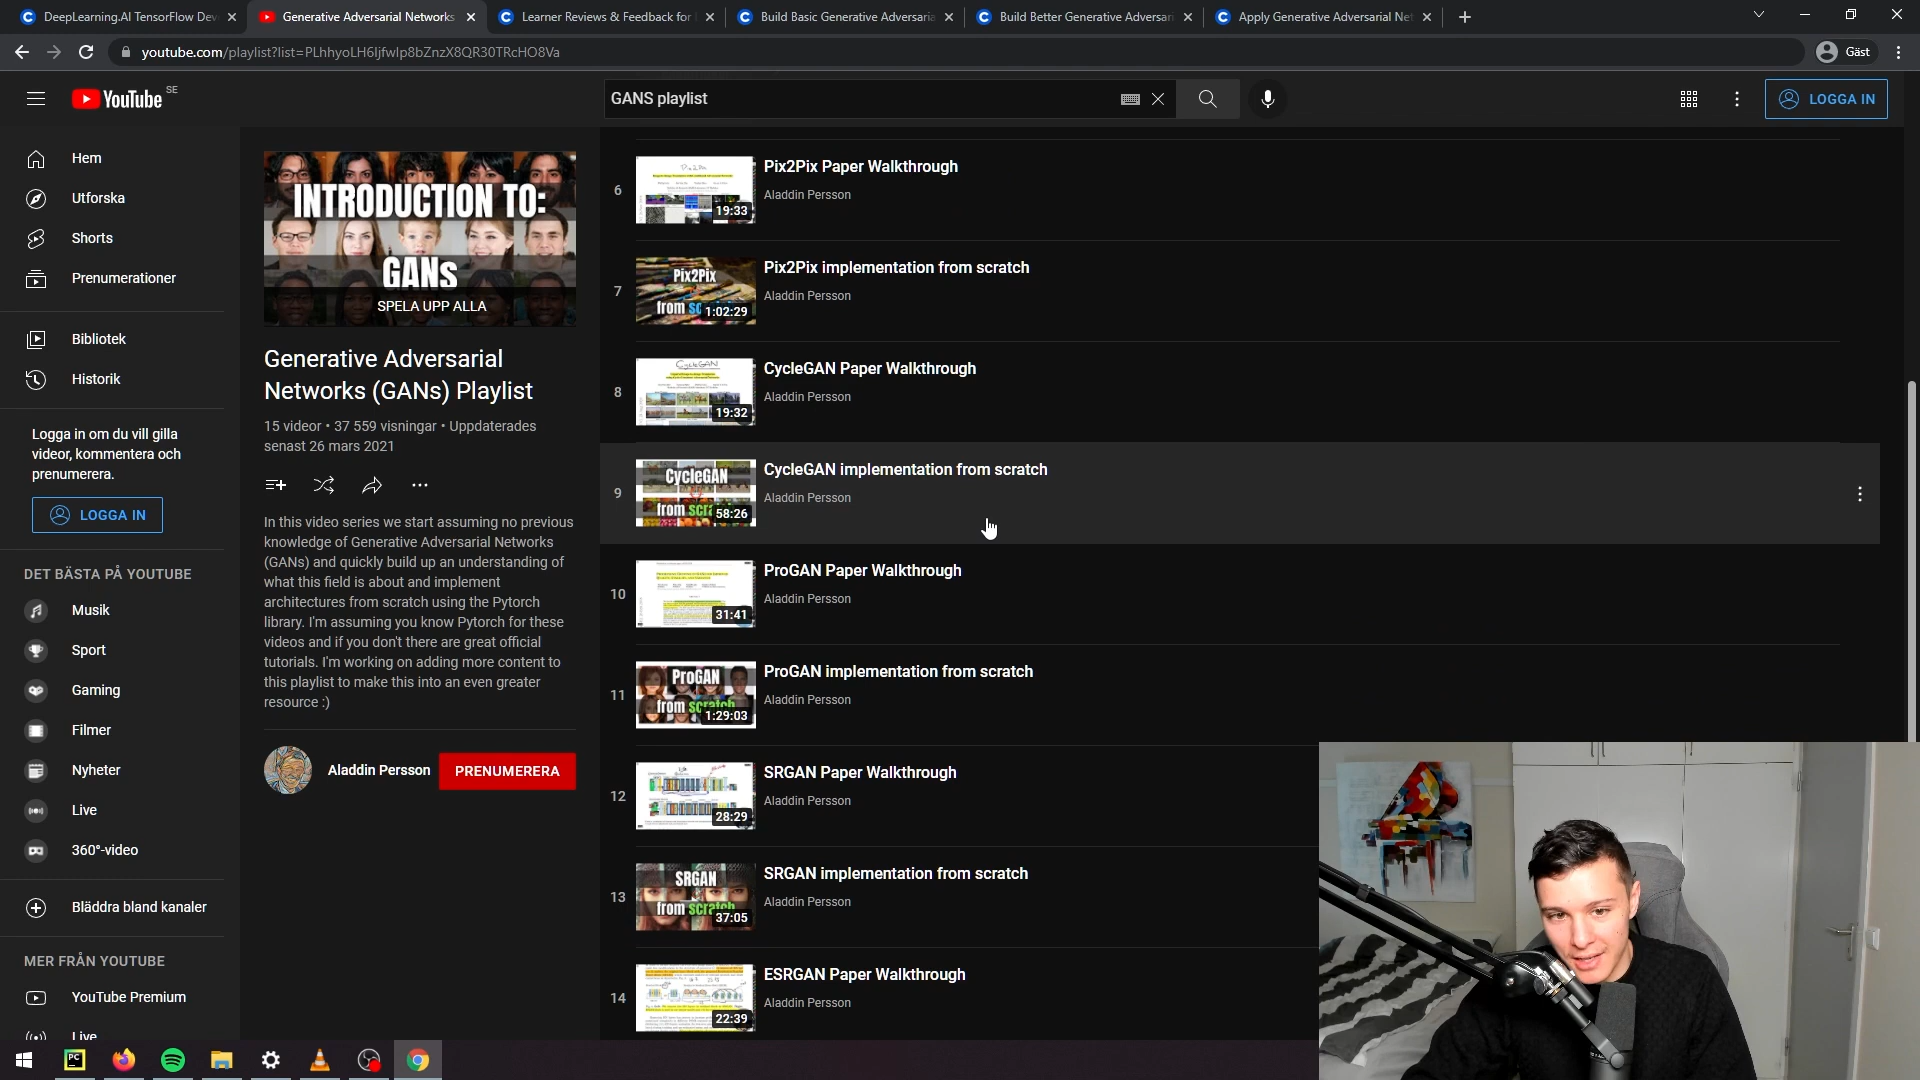 DeepLearning.AI TensorFlow Dev
Generative Adversarial Networks
Learner Reviews & Feedback for
Build Basic Generative Adversaria
Build Better Generative Adversari
Apply Generative Adversarial Net
youtube.com/playlist?list=PLhhyoLH6IjfwIp8bZnzX8QR30TRcHO8Va
Gäst
YouTube SE
GANS playlist
LOGGA IN
Hem
Utforska
Shorts
Prenumerationer
Bibliotek
Historik
Logga in om du vill gilla
videor, kommentera och
prenumerera.
LOGGA IN
DET BÄSTA PÅ YOUTUBE
Musik
Sport
Gaming
Filmer
Nyheter
Live
360°-video
Bläddra bland kanaler
MER FRÅN YOUTUBE
YouTube Premium
Live
INTRODUCTION TO:
GANs
SPELA UPP ALLA
Generative Adversarial
Networks (GANs) Playlist
15 videor • 37 559 visningar • Uppdaterades
senast 26 mars 2021
In this video series we start assuming no previous
knowledge of Generative Adversarial Networks
(GANs) and quickly build up an understanding of
what this field is about and implement
architectures from scratch using the Pytorch
library. I'm assuming you know Pytorch for these
videos and if you don't there are great official
tutorials. I'm working on adding more content to
this playlist to make this into an even greater
resource :)
Aladdin Persson
PRENUMERERA
6
19:33
Pix2Pix Paper Walkthrough
Aladdin Persson
7
Pix2Pix
from
1:02:29
Pix2Pix implementation from scratch
Aladdin Persson
8
CycleGAN
19:32
CycleGAN Paper Walkthrough
Aladdin Persson
9
CycleGAN
from
58:26
CycleGAN implementation from scratch
Aladdin Persson
10
31:41
ProGAN Paper Walkthrough
Aladdin Persson
11
ProGAN
from scratch
1:29:03
ProGAN implementation from scratch
Aladdin Persson
12
28:29
SRGAN Paper Walkthrough
Aladdin Persson
13
SRGAN
from scratch
37:05
SRGAN implementation from scratch
Aladdin Persson
14
22:39
ESRGAN Paper Walkthrough
Aladdin Persson
PC